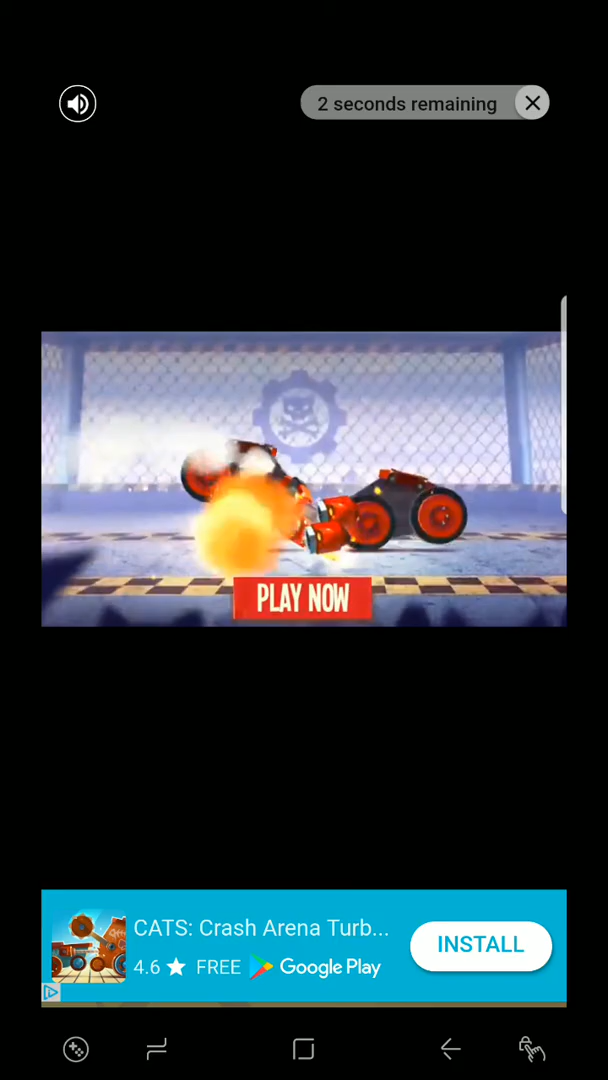 2 seconds remaining
PLAY NOW
CATS: Crash Arena Turb...
4.6 ★ FREE Google Play
INSTALL